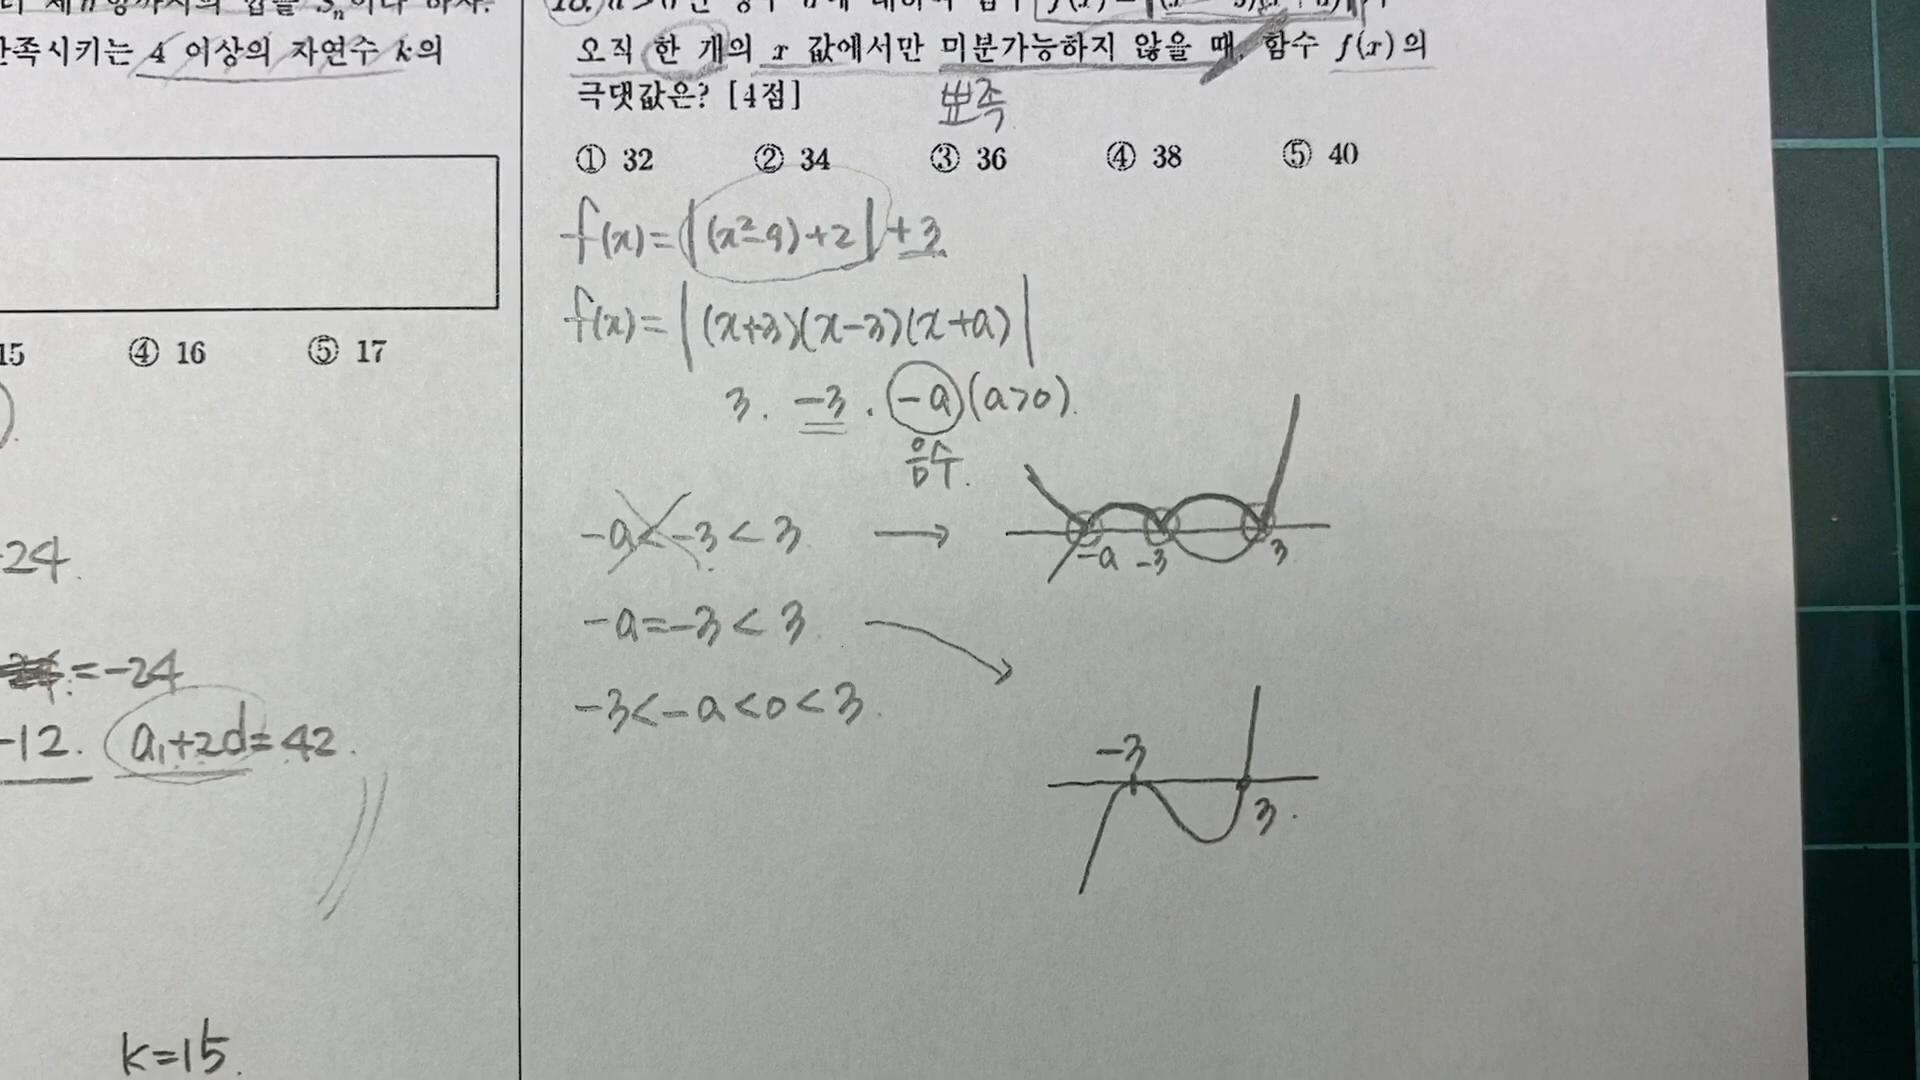 만족시키는 4 이상의 자연수 k의
15 ④ 16 ⑤ 17
24.
=-24
-12. a₁+2d=42.
k=15.
오직 한 개의 x 값에서만 미분가능하지 않을 때, 함수 f(x)의
극댓값은? [4점]
뾰족
① 32 ② 34 ③ 36 ④ 38 ⑤ 40
f(x)=|(x²-9)+2|+3
f(x)=|(x+3)(x-3)(x+a)|
3. -3. -a (a>0).
음수.
-a<-3<3 →
-a -3 3
-a=-3<3
-3<-a<0<3.
-3
3.